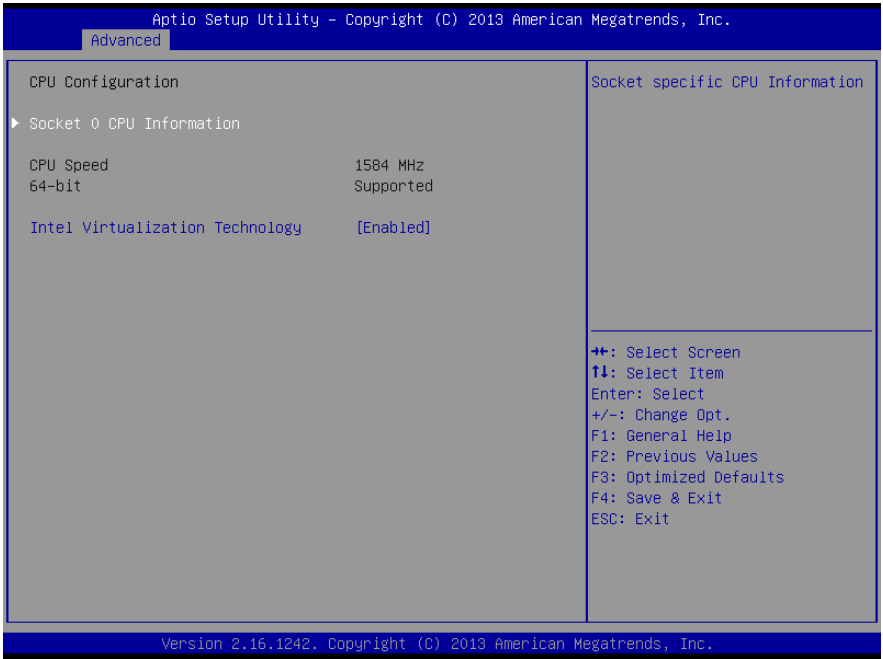 Aptio Setup Utility – Copyright (C) 2013 American Megatrends, Inc.
Advanced
CPU Configuration
Socket 0 CPU Information
CPU Speed 1584 MHz
64-bit Supported
Intel Virtualization Technology [Enabled]
Socket specific CPU Information
→←: Select Screen
↑↓: Select Item
Enter: Select
+/-: Change Opt.
F1: General Help
F2: Previous Values
F3: Optimized Defaults
F4: Save & Exit
ESC: Exit
Version 2.16.1242. Copyright (C) 2013 American Megatrends, Inc.